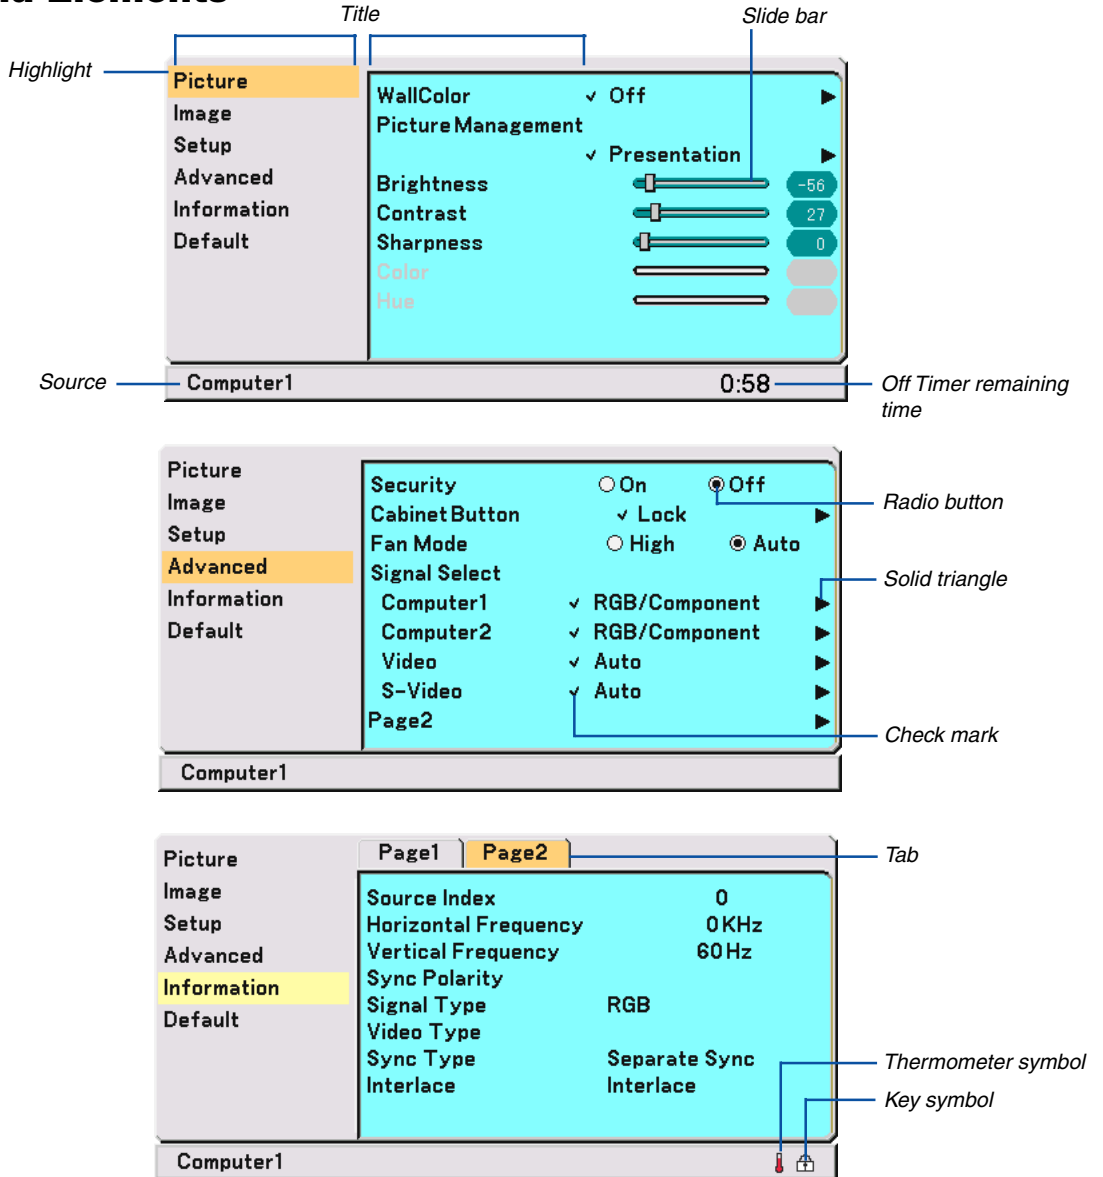 Elements
Title
Slide bar
Highlight
Picture
Image
Setup
Advanced
Information
Default
WallColor ✓ Off ▶
Picture Management
✓ Presentation ▶
Brightness -56
Contrast 27
Sharpness 0
Color
Hue
Source
Computer1 0:58
Off Timer remaining
time
Picture
Image
Setup
Advanced
Information
Default
Security On Off
Cabinet Button ✓ Lock ▶
Fan Mode High Auto
Signal Select
Computer1 ✓ RGB/Component ▶
Computer2 ✓ RGB/Component ▶
Video ✓ Auto ▶
S-Video ✓ Auto ▶
Page2 ▶
Radio button
Solid triangle
Check mark
Computer1
Picture
Image
Setup
Advanced
Information
Default
Page1 Page2
Tab
Source Index 0
Horizontal Frequency 0KHz
Vertical Frequency 60Hz
Sync Polarity
Signal Type RGB
Video Type
Sync Type Separate Sync
Interlace Interlace
Thermometer symbol
Key symbol
Computer1